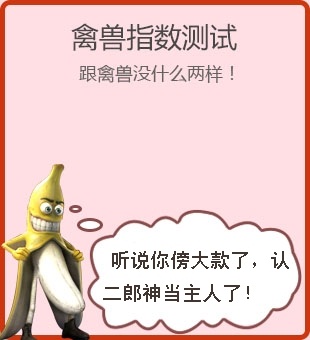 禽兽指数测试
跟禽兽没什么两样！
听说你傍大款了，认
二郎神当主人了！